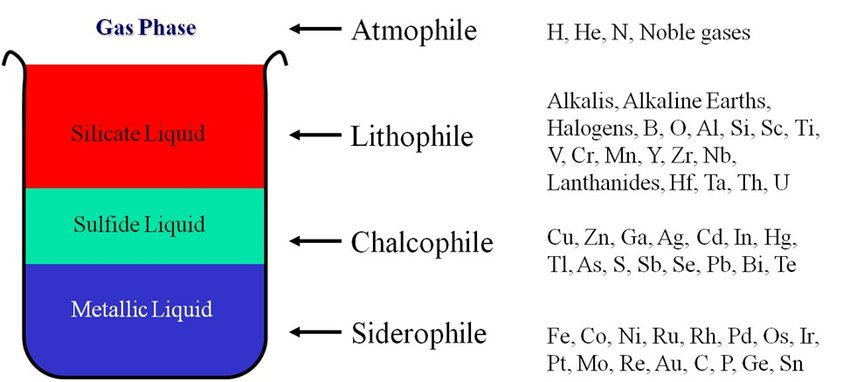 Gas Phase
Atmophile
H, He, N, Noble gases
Silicate Liquid
Lithophile
Alkalis, Alkaline Earths,
Halogens, B, O, Al, Si, Sc, Ti,
V, Cr, Mn, Y, Zr, Nb,
Lanthanides, Hf, Ta, Th, U
Sulfide Liquid
Chalcophile
Cu, Zn, Ga, Ag, Cd, In, Hg,
Tl, As, S, Sb, Se, Pb, Bi, Te
Metallic Liquid
Siderophile
Fe, Co, Ni, Ru, Rh, Pd, Os, Ir,
Pt, Mo, Re, Au, C, P, Ge, Sn